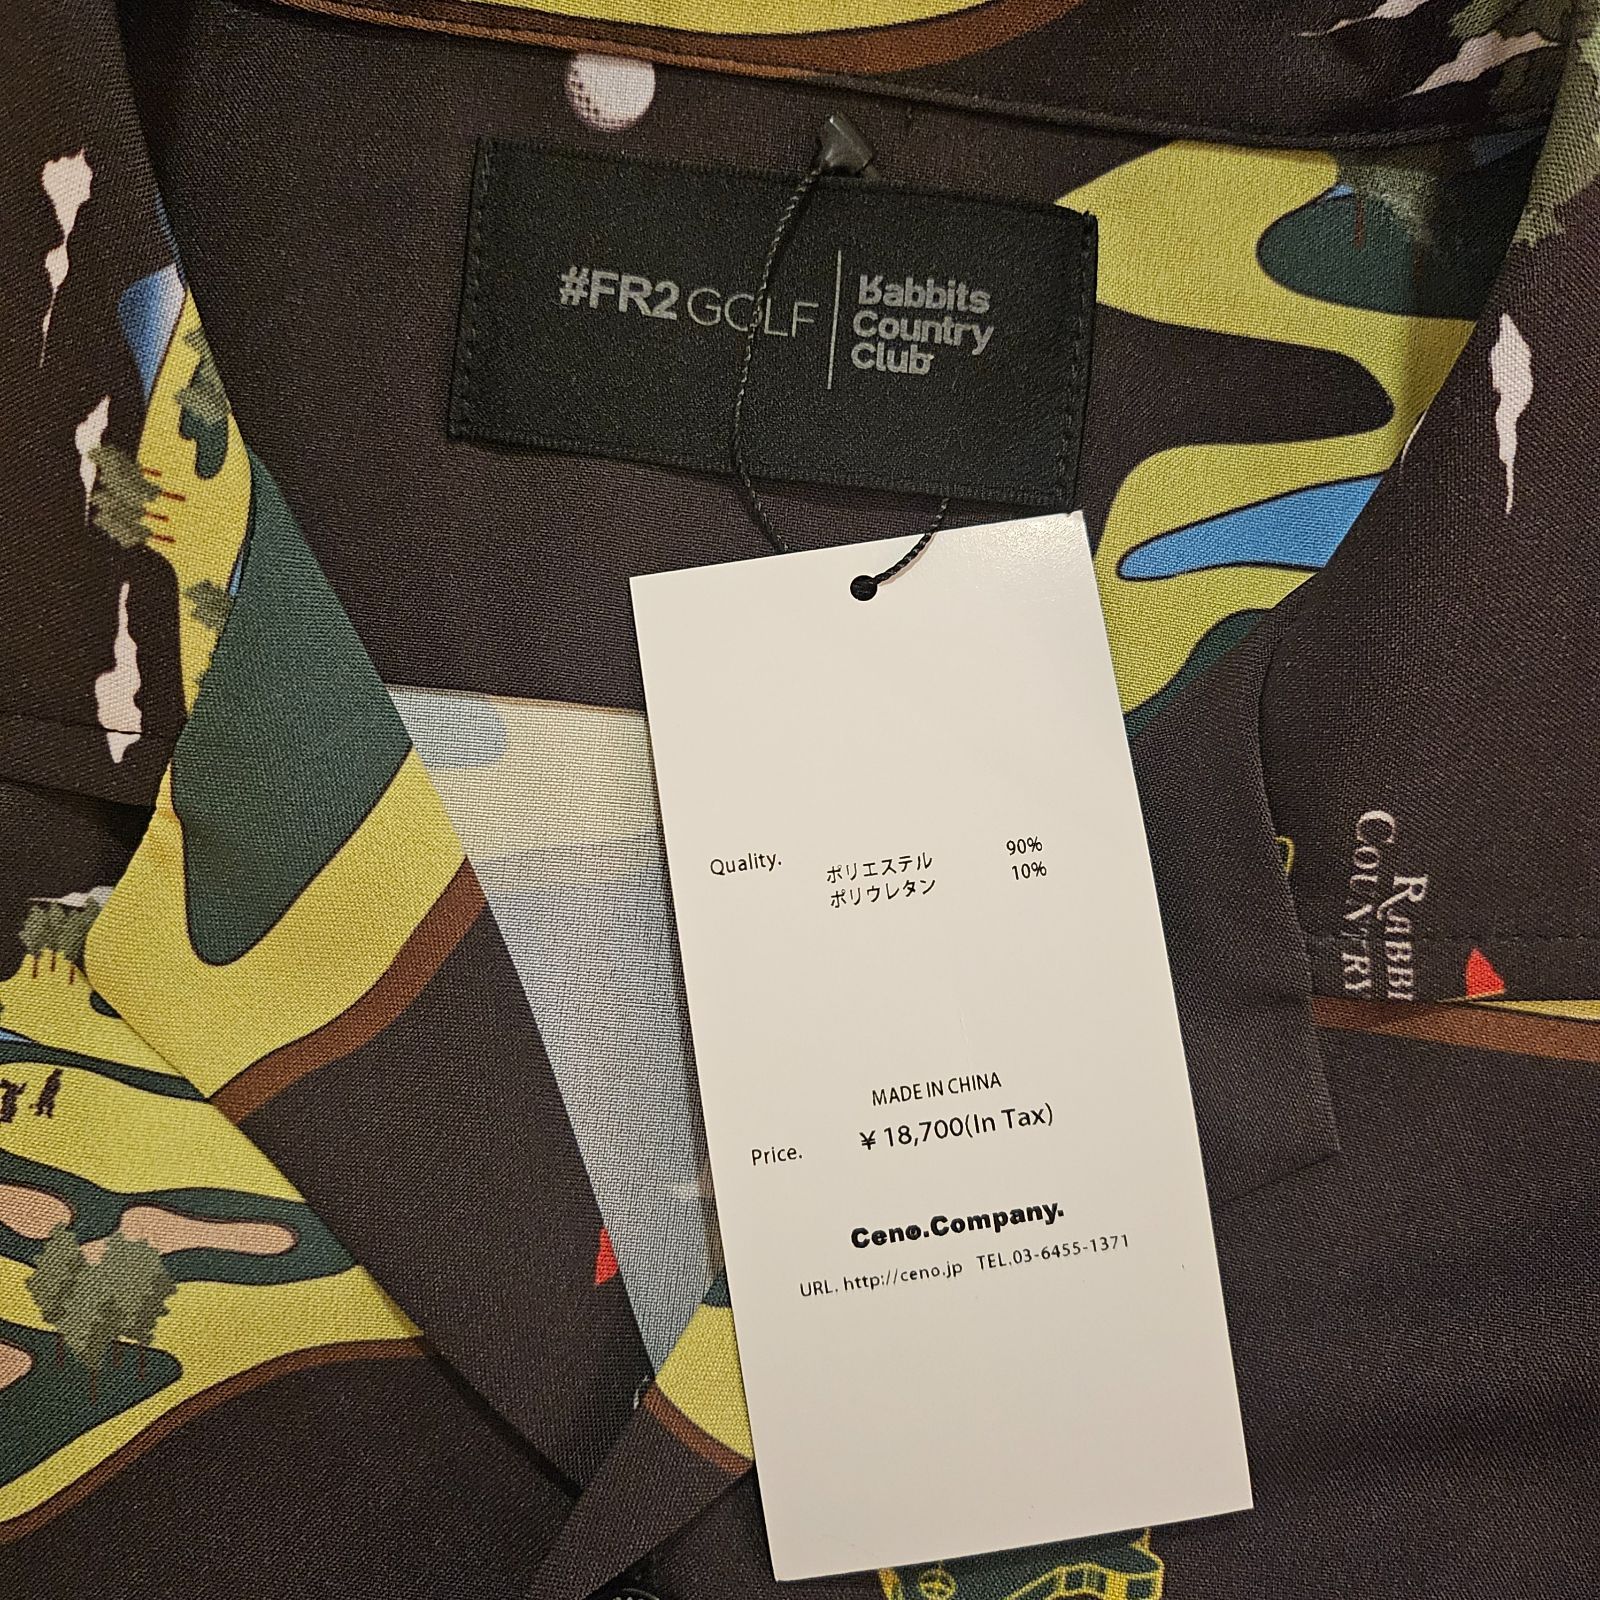 #FR2 GOLF
Rabbits
Country
Club
Quality.
ポリエステル 90%
ポリウレタン 10%
MADE IN CHINA
Price. ¥ 18,700(In Tax)
Ceno.Company.
URL. http://ceno.jp TEL.03-6455-1371
COUNTRY